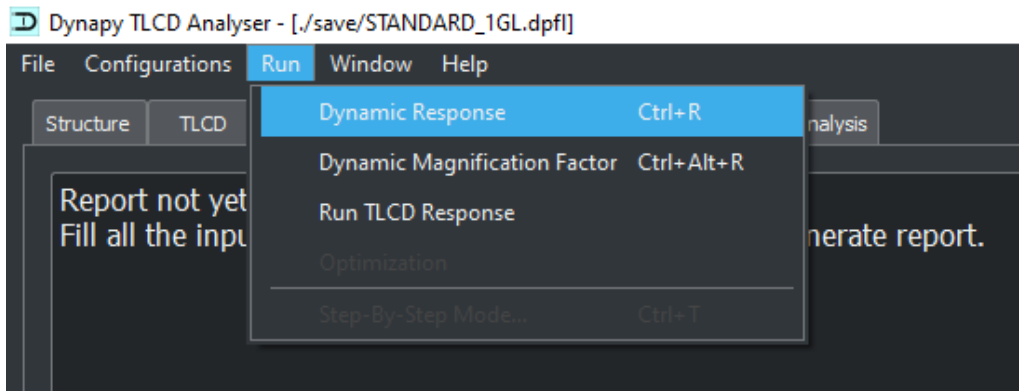 Dynapy TLCD Analyser - [./save/STANDARD_1GL.dpfl]
File Configurations Run Window Help
Structure TLCD nalysis
Dynamic Response Ctrl+R
Dynamic Magnification Factor Ctrl+Alt+R
Run TLCD Response
Optimization
Step-By-Step Mode... Ctrl+T
Report not yet
Fill all the inpu nerate report.